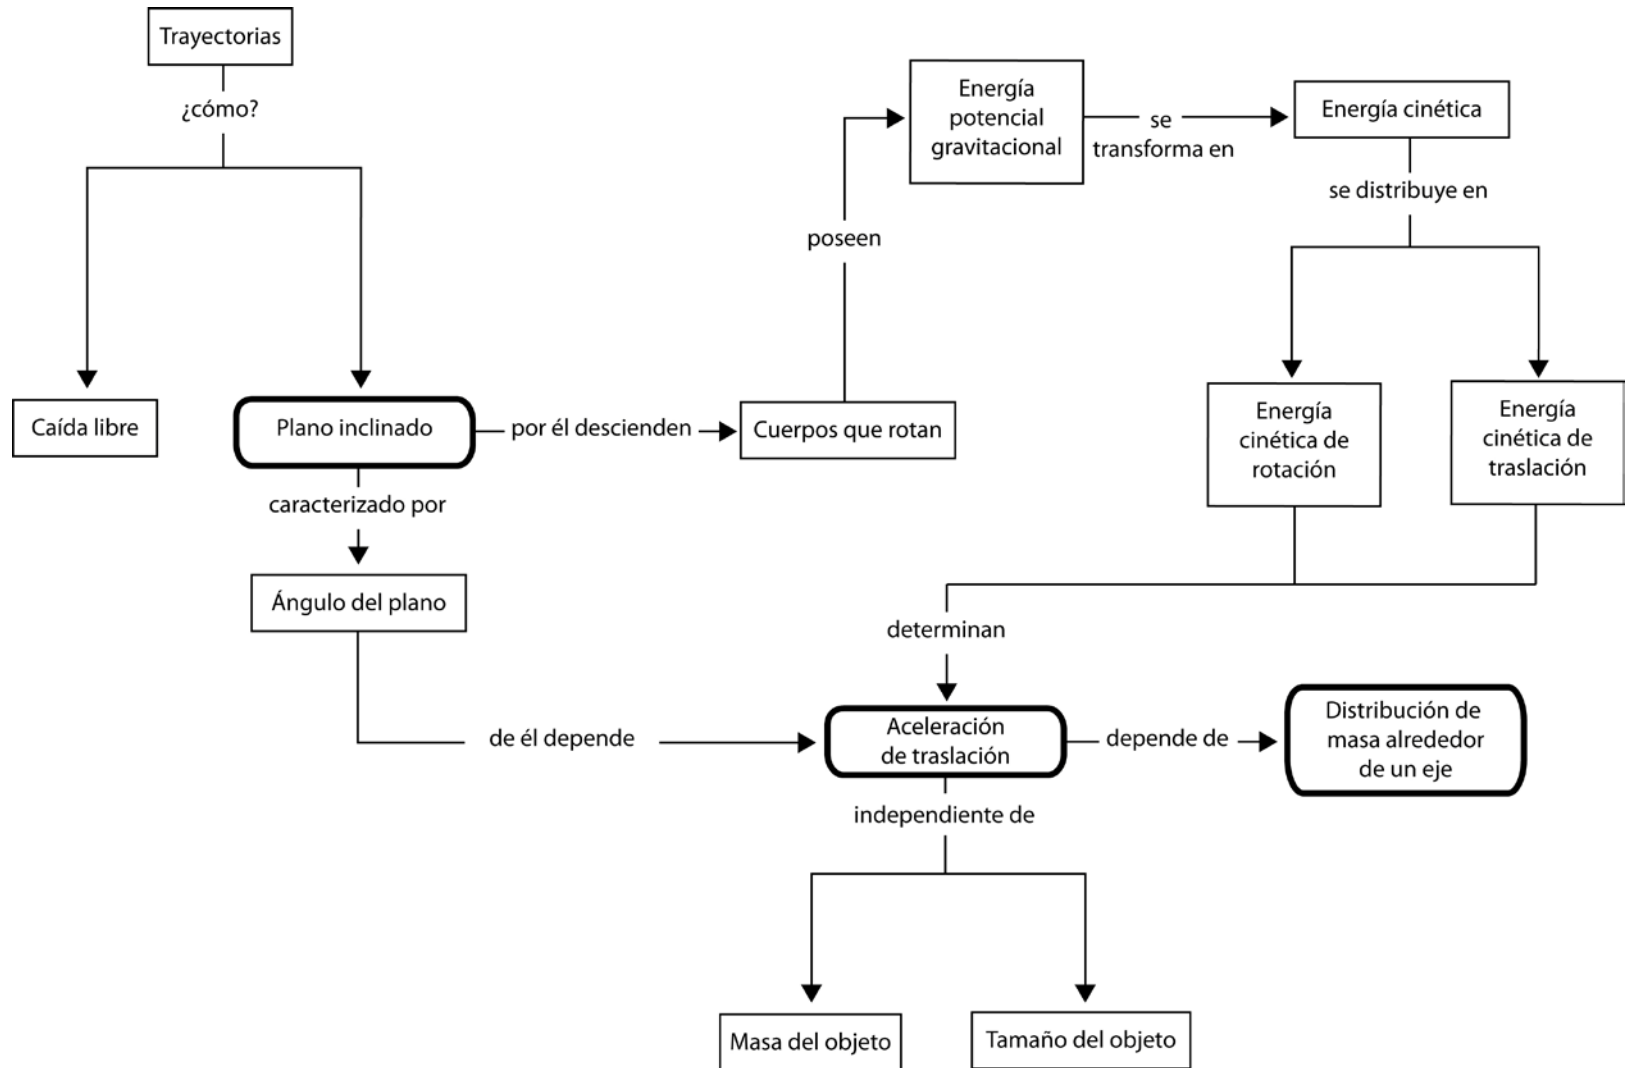 Trayectorias
¿cómo?
Caída libre
Plano inclinado
por él descienden
Cuerpos que rotan
poseen
Energía
potencial
gravitacional
se
transforma en
Energía cinética
se distribuye en
Energía
cinética de
rotación
Energía
cinética de
traslación
caracterizado por
Ángulo del plano
determinan
de él depende
Aceleración
de traslación
depende de
Distribución de
masa alrededor
de un eje
independiente de
Masa del objeto
Tamaño del objeto